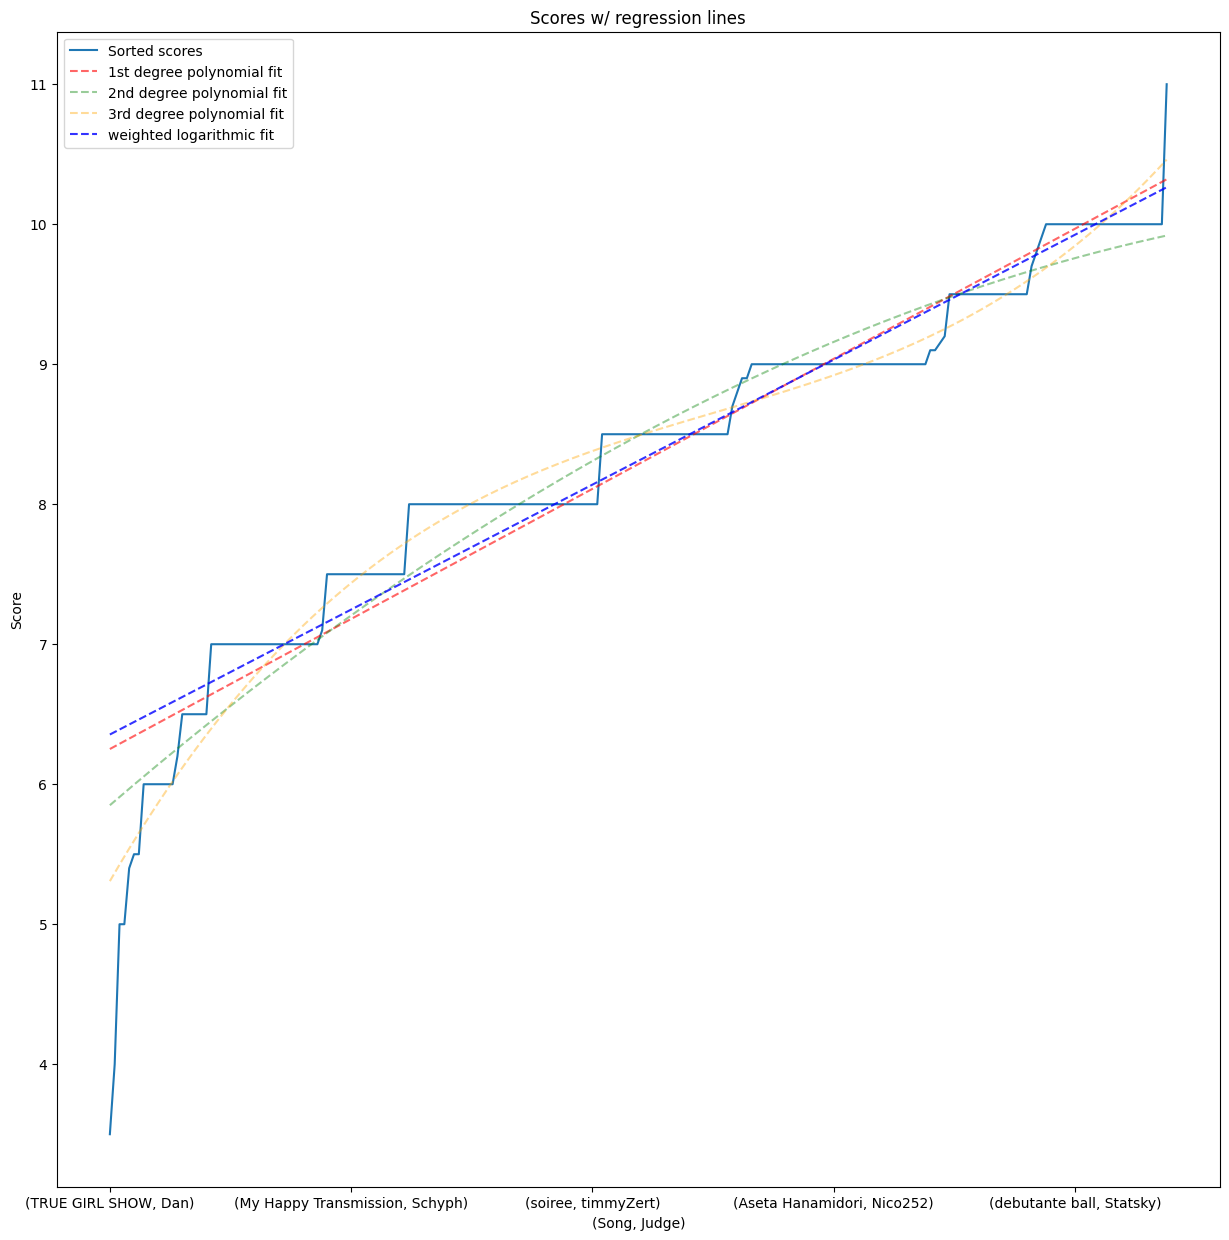 Scores w/ regression lines
Sorted scores
1st degree polynomial fit
2nd degree polynomial fit
3rd degree polynomial fit
weighted logarithmic fit
11
10
9
8
7
6
5
4
Score
(TRUE GIRL SHOW, Dan)
(My Happy Transmission, Schyph)
(soiree, timmyZert)
(Aseta Hanamidori, Nico252)
(debutante ball, Statsky)
(Song, Judge)